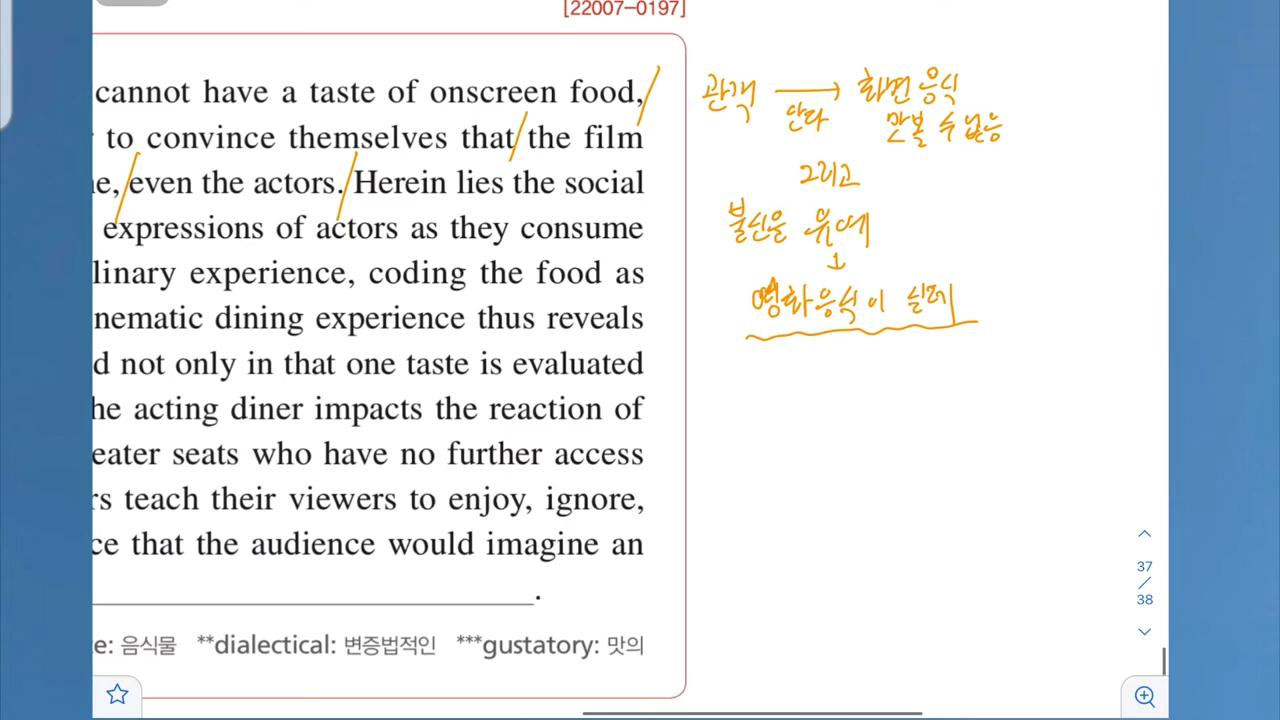 [22007-0197]
cannot have a taste of onscreen food,
to convince themselves that the film
ne, even the actors. Herein lies the social
expressions of actors as they consume
linary experience, coding the food as
nematic dining experience thus reveals
d not only in that one taste is evaluated
he acting diner impacts the reaction of
eater seats who have no further access
rs teach their viewers to enjoy, ignore,
ce that the audience would imagine an
.
e: 음식물 **dialectical: 변증법적인 ***gustatory: 맛의
관객 → 화면 음식
맛볼 수 없음
그리고
불신을 유예
↓
영화음식이 실제
37
/
38